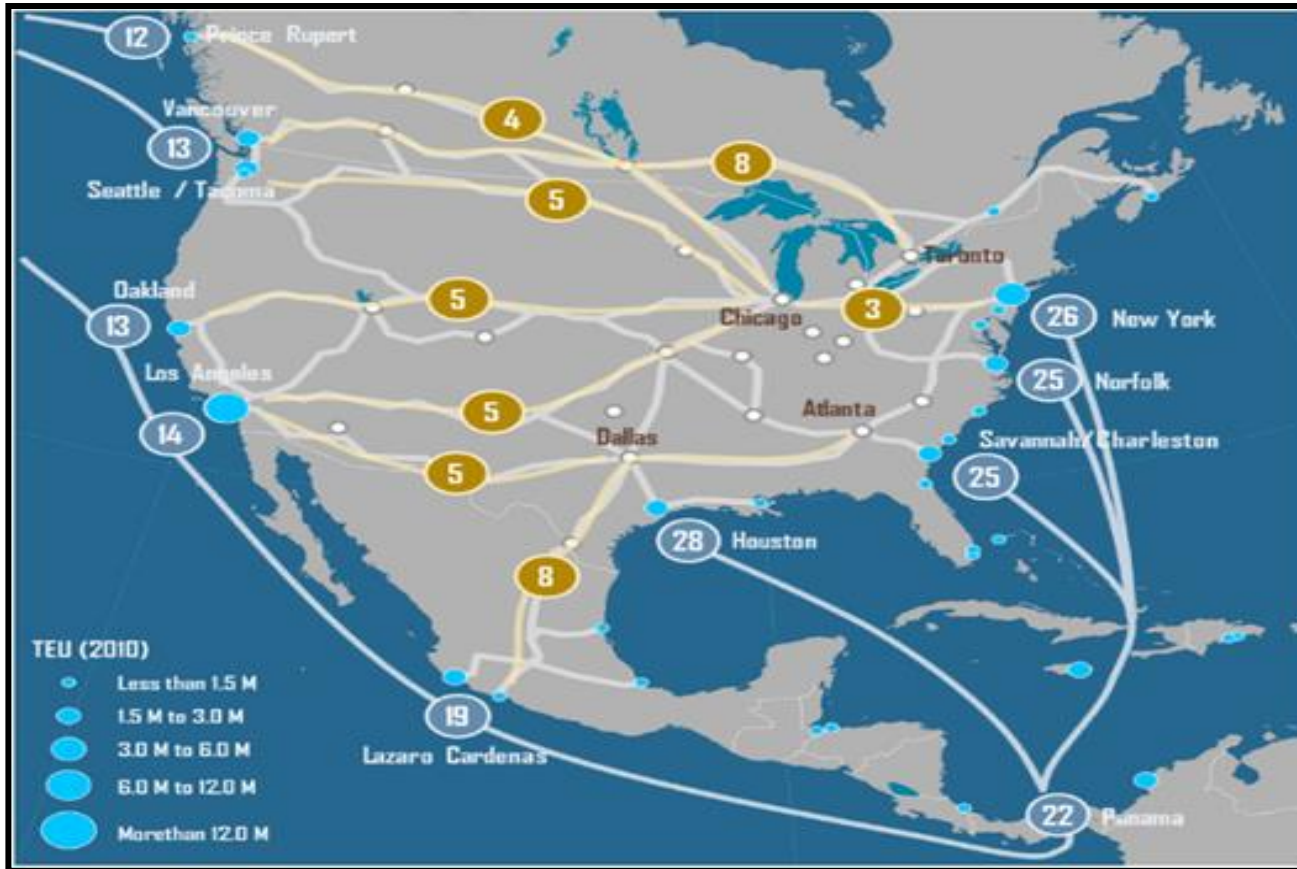 12
Prince Rupert
4
Vancouver
13
8
Seattle / Tacoma
5
Toronto
Oakland
5
13
Chicago
3
26
New York
Los Angeles
25
Norfolk
14
5
Atlanta
Dallas
Savannah/Charleston
5
25
28
Houston
8
TEU (2010)
Less than 1.5 M
1.5 M to 3.0 M
19
3.0 M to 6.0 M
Lazaro Cardenas
6.0 M to 12.0 M
22
Panama
Morethan 12.0 M